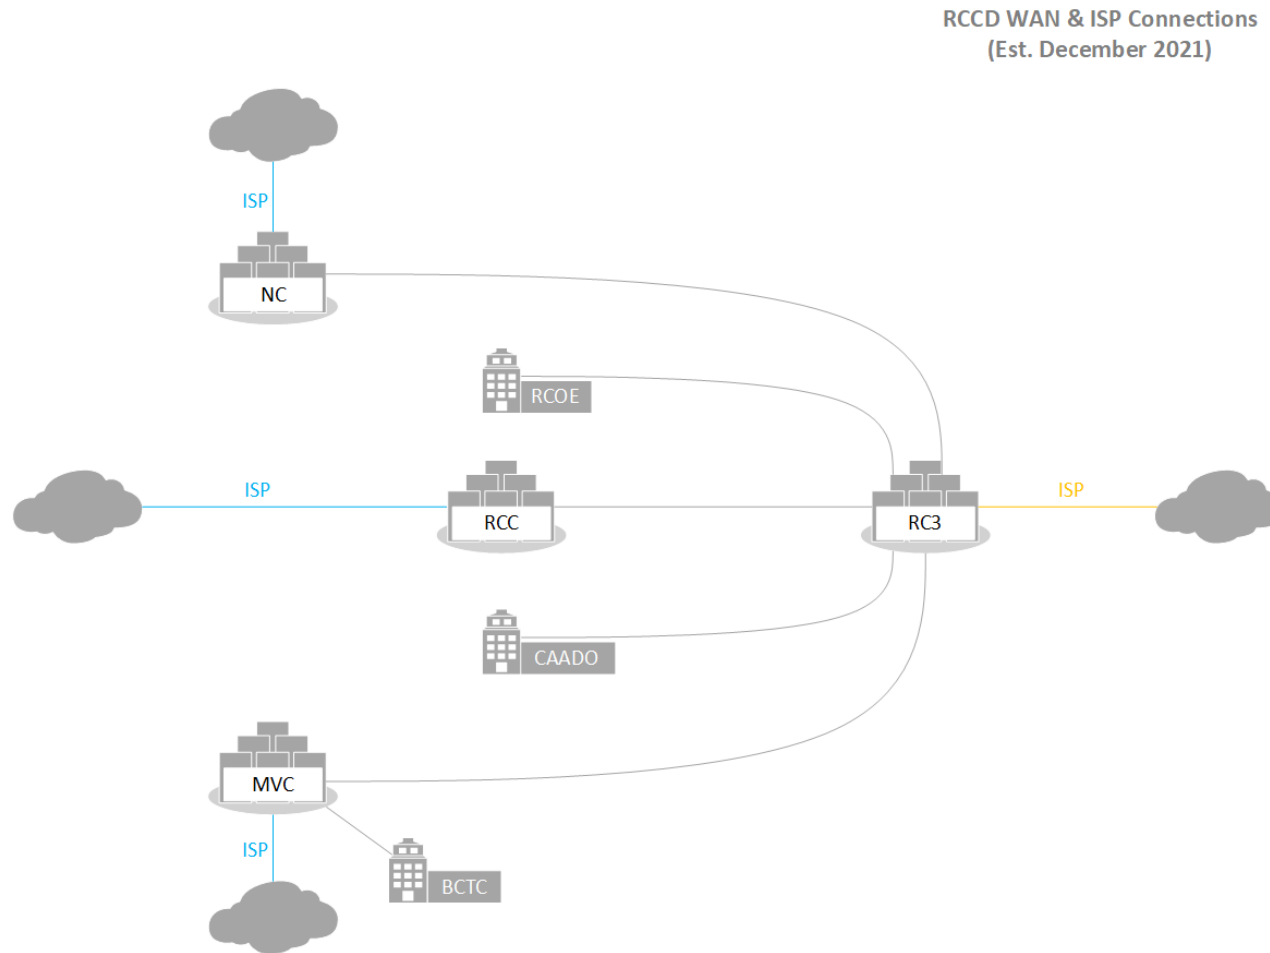 RCCD WAN & ISP Connections
(Est. December 2021)
ISP
NC
RCOE
ISP
RCC
RC3
ISP
CAADO
MVC
ISP
BCTC